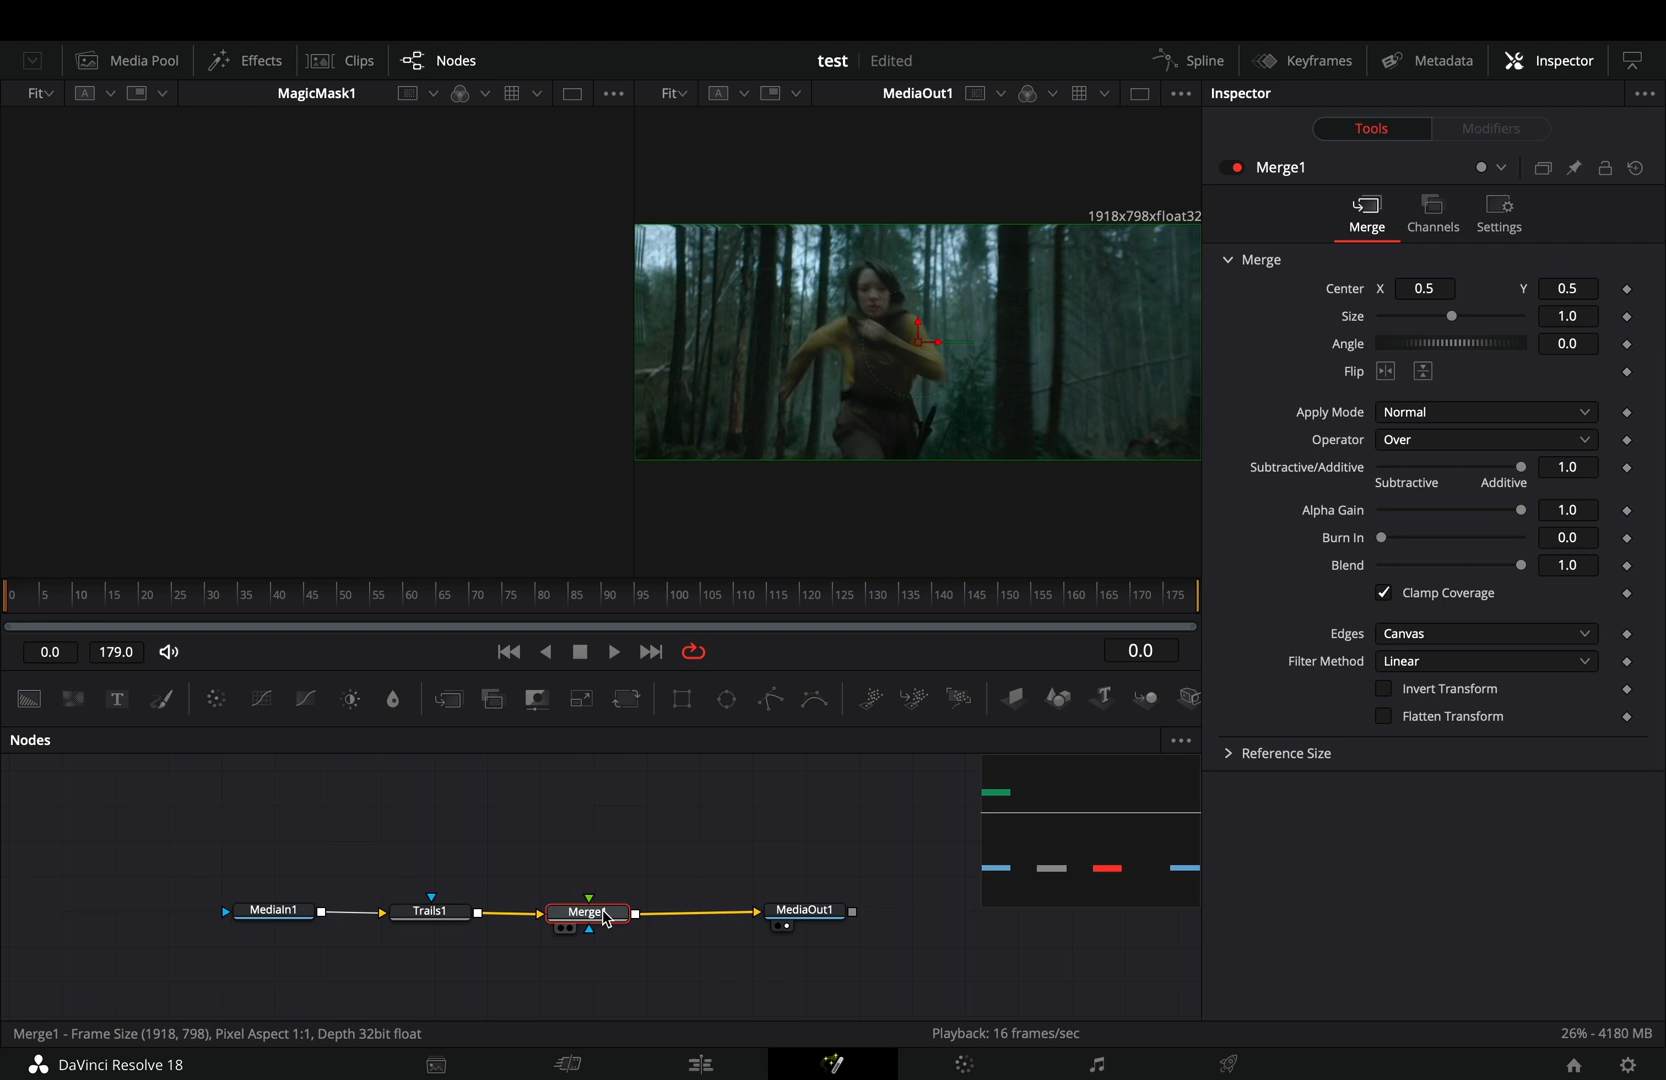 Media Pool Effects Clips Nodes test Edited Spline Keyframes Metadata Inspector
Fit A MagicMask1 Fit A MediaOut1 Inspector
Tools Modifiers
Merge1
1918x798xfloat32
Merge Channels Settings
Merge
Center X 0.5 Y 0.5
Size 1.0
Angle 0.0
Flip
Apply Mode Normal
Operator Over
Subtractive/Additive 1.0
Subtractive Additive
Alpha Gain 1.0
Burn In 0.0
Blend 1.0
Clamp Coverage
Edges Canvas
Filter Method Linear
Invert Transform
Flatten Transform
Reference Size
0 5 10 15 20 25 30 35 40 45 50 55 60 65 70 75 80 85 90 95 100 105 110 115 120 125 130 135 140 145 150 155 160 165 170 175
0.0 179.0 0.0
T T
Nodes
MediaIn1 Trails1 Merge1 MediaOut1
Merge1 - Frame Size (1918, 798), Pixel Aspect 1:1, Depth 32bit float Playback: 16 frames/sec 26% - 4180 MB
DaVinci Resolve 18